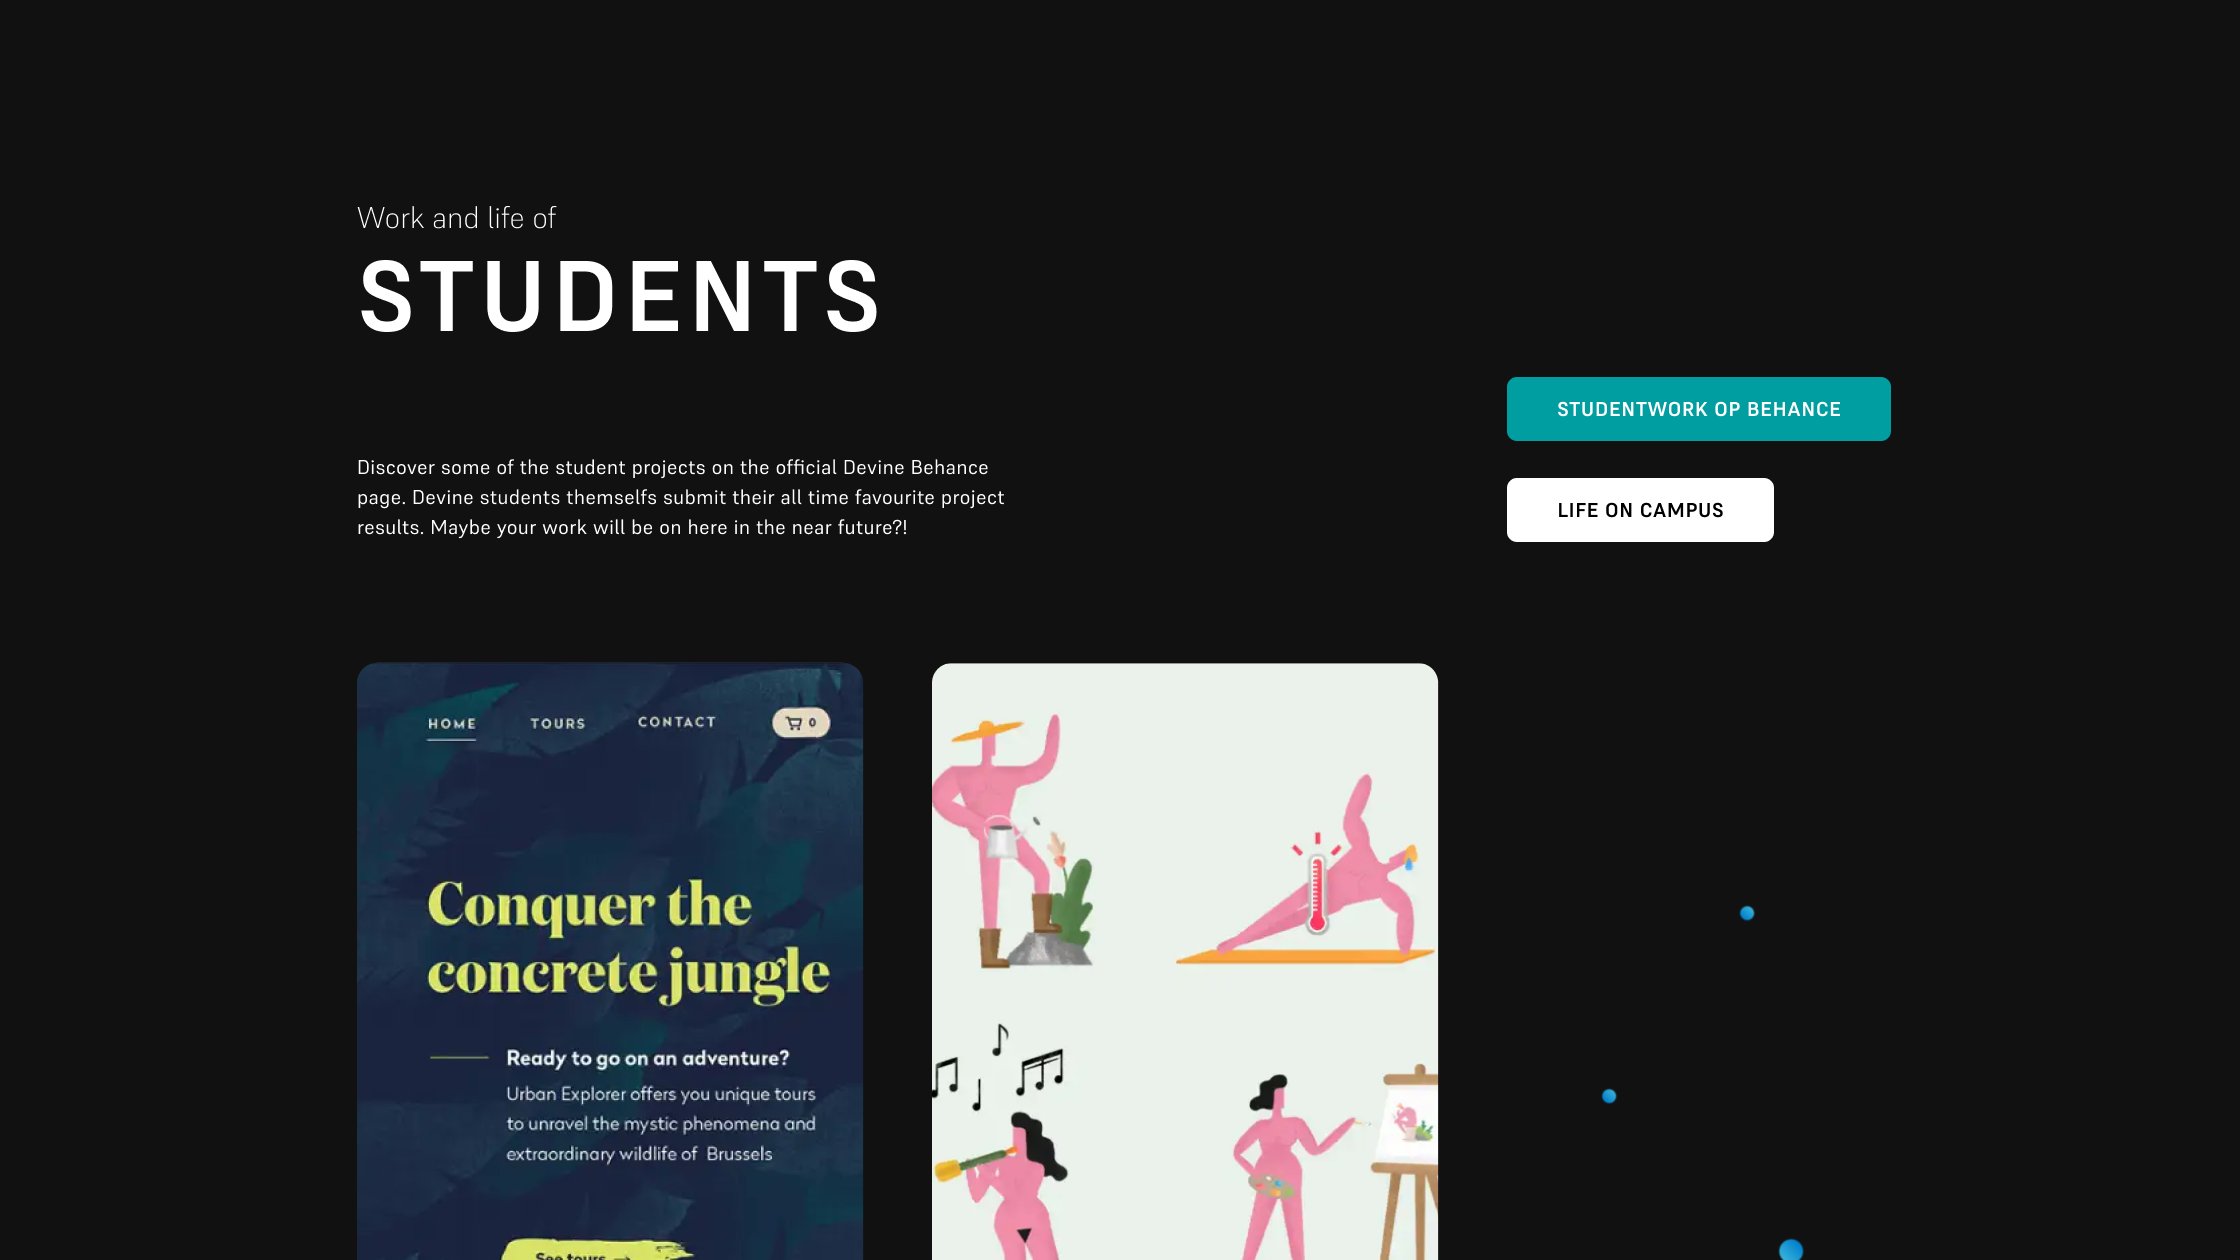 Work and life of
STUDENTS
STUDENTWORK OP BEHANCE
Discover some of the student projects on the official Devine Behance
page. Devine students themselfs submit their all time favourite project
results. Maybe your work will be on here in the near future?!
LIFE ON CAMPUS
HOME TOURS CONTACT 0
Conquer the
concrete jungle
Ready to go on an adventure?
Urban Explorer offers you unique tours
to unravel the mystic phenomena and
extraordinary wildlife of Brussels
See tours →